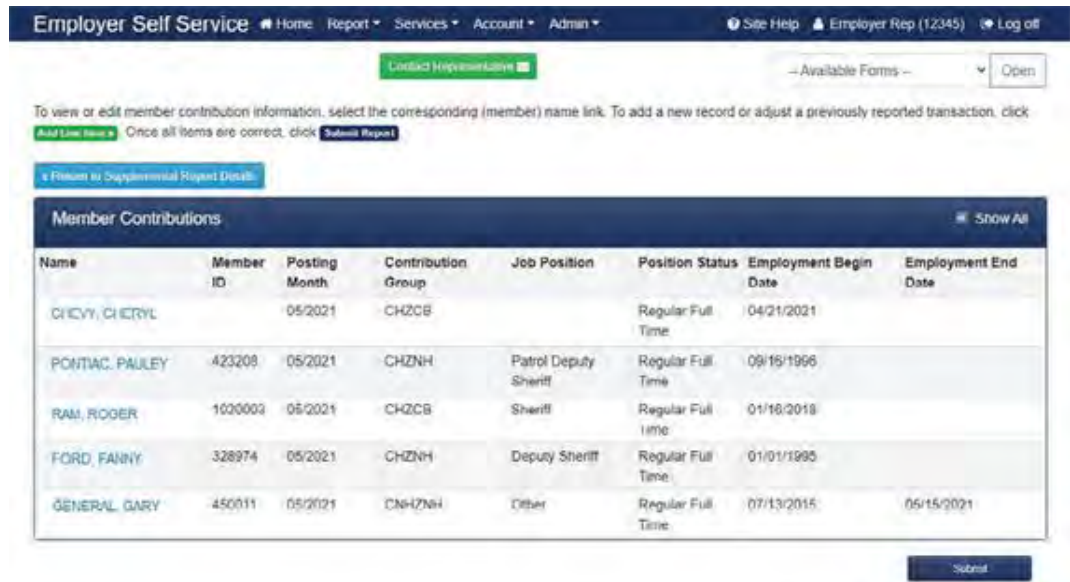 Employer Self Service Home Report Services Account Admin Site Help Employer Rep (12345) Log off
Contact Representative -- Available Forms -- Open
To view or edit member contribution information, select the corresponding (member) name link. To add a new record or adjust a previously reported transaction, click
Add Line Item Once all items are correct, click Submit Report
« Return to Supplemental Report Details
Member Contributions Show All
Name Member ID Posting Month Contribution Group Job Position Position Status Employment Begin Date Employment End Date
CHEVY, CHERYL 05/2021 CHZCB Regular Full Time 04/21/2021
PONTIAC, PAULEY 423208 05/2021 CHZNH Patrol Deputy Sheriff Regular Full Time 09/16/1996
RAM, ROGER 05/2021 CHZCB Sheriff Regular Full Time
FORD, FANNY 328974 05/2021 CHZNH Deputy Sheriff Regular Full Time 01/01/1995
GENERAL, GARY 450011 05/2021 CNHZNH Other Regular Full Time 07/13/2015 05/15/2021
Submit